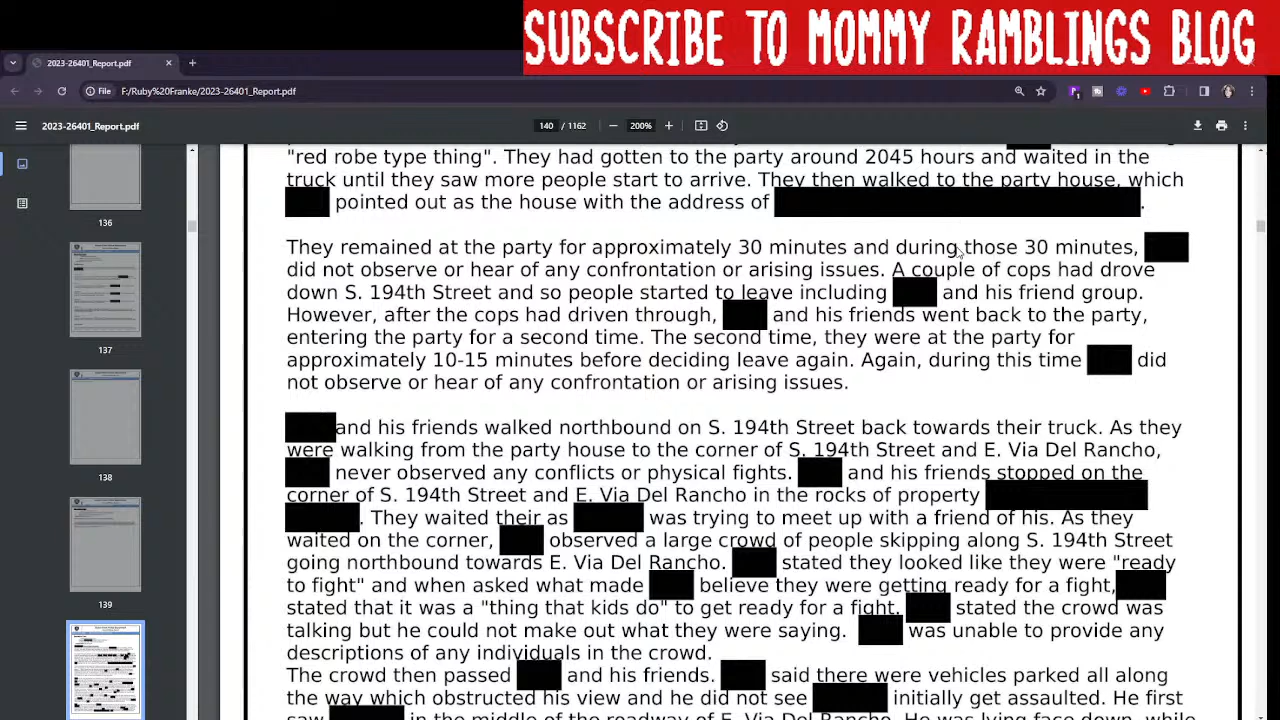 SUBSCRIBE TO MOMMY RAMBLINGS BLOG
2023-26401_Report.pdf
File F:/Ruby%20Franke/2023-26401_Report.pdf
2023-26401_Report.pdf 140 / 1162 200%
136
137
138
139
"red robe type thing". They had gotten to the party around 2045 hours and waited in the
truck until they saw more people start to arrive. They then walked to the party house, which
pointed out as the house with the address of .
They remained at the party for approximately 30 minutes and during those 30 minutes,
did not observe or hear of any confrontation or arising issues. A couple of cops had drove
down S. 194th Street and so people started to leave including and his friend group.
However, after the cops had driven through, and his friends went back to the party,
entering the party for a second time. The second time, they were at the party for
approximately 10-15 minutes before deciding leave again. Again, during this time did
not observe or hear of any confrontation or arising issues.
and his friends walked northbound on S. 194th Street back towards their truck. As they
were walking from the party house to the corner of S. 194th Street and E. Via Del Rancho,
never observed any conflicts or physical fights. and his friends stopped on the
corner of S. 194th Street and E. Via Del Rancho in the rocks of property
. They waited their as was trying to meet up with a friend of his. As they
waited on the corner, observed a large crowd of people skipping along S. 194th Street
going northbound towards E. Via Del Rancho. stated they looked like they were "ready
to fight" and when asked what made believe they were getting ready for a fight,
stated that it was a "thing that kids do" to get ready for a fight. stated the crowd was
talking but he could not make out what they were saying. was unable to provide any
descriptions of any individuals in the crowd.
The crowd then passed and his friends. said there were vehicles parked all along
the way which obstructed his view and he did not see initially get assaulted. He first
saw in the middle of the roadway of E. Via Del Rancho. He was lying face down, while